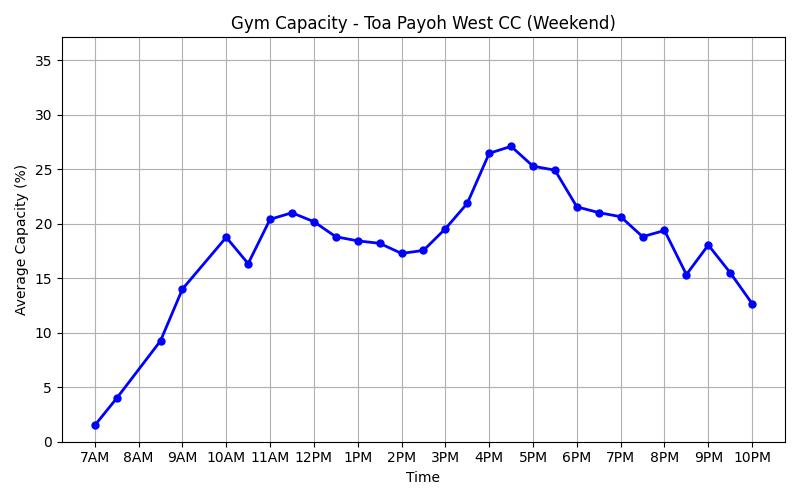 Gym Capacity - Toa Payoh West CC (Weekend)
Average Capacity (%)
35
30
25
20
15
10
5
0
7AM 8AM 9AM 10AM 11AM 12PM 1PM 2PM 3PM 4PM 5PM 6PM 7PM 8PM 9PM 10PM
Time